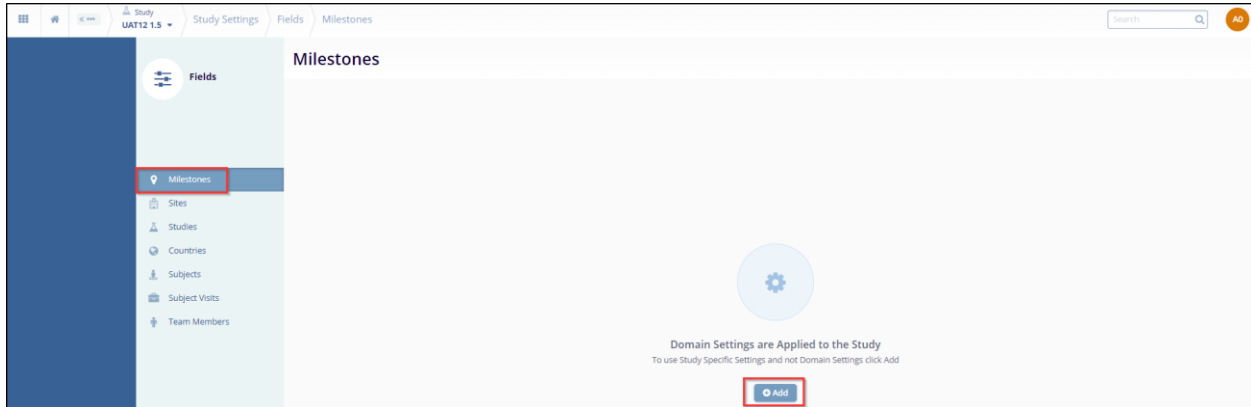 Study
UAT12 1.5
Study Settings
Fields
Milestones
Search
AO
Fields
Milestones
Milestones
Sites
Studies
Countries
Subjects
Subject Visits
Team Members
Domain Settings are Applied to the Study
To use Study Specific Settings and not Domain Settings click Add
Add